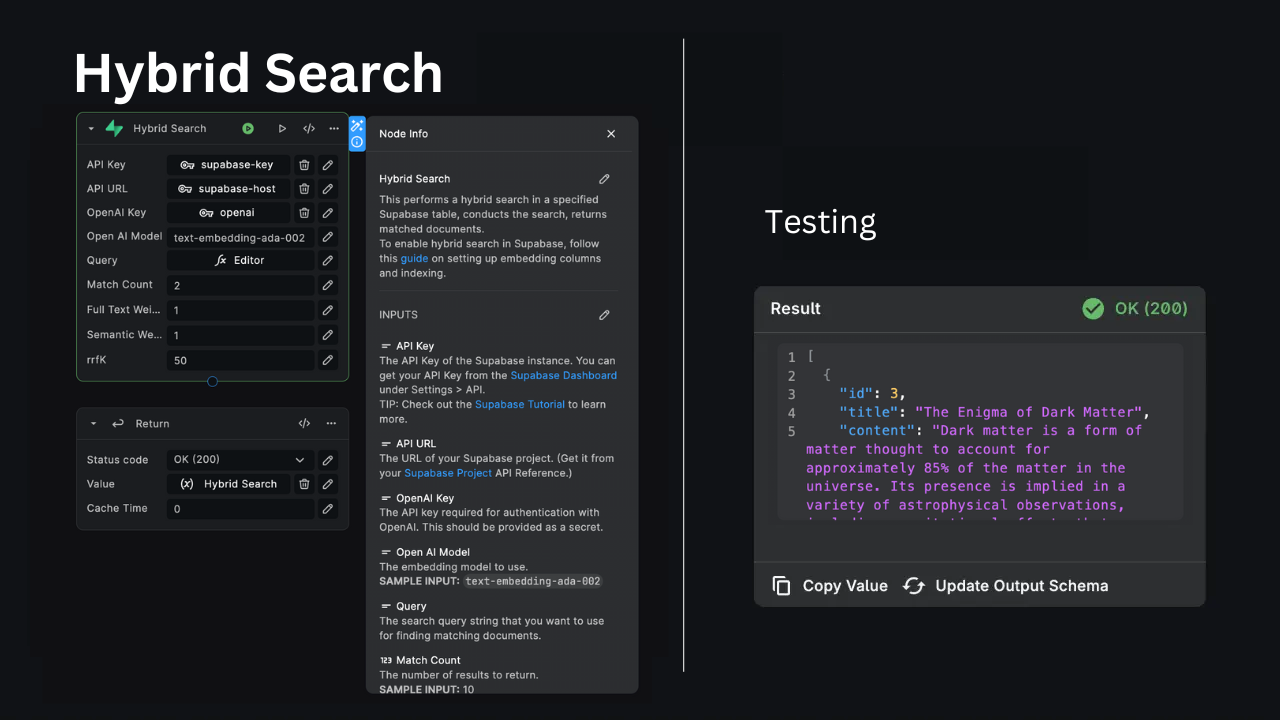 Hybrid Search
Hybrid Search
API Key
supabase-key
API URL
supabase-host
OpenAI Key
openai
Open AI Model
text-embedding-ada-002
Query
fx Editor
Match Count
2
Full Text Wei...
1
Semantic We...
1
rrfK
50
Return
Status code
OK (200)
Value
(x) Hybrid Search
Cache Time
0
Node Info
Hybrid Search
This performs a hybrid search in a specified
Supabase table, conducts the search, returns
matched documents.
To enable hybrid search in Supabase, follow
this guide on setting up embedding columns
and indexing.
INPUTS
API Key
The API Key of the Supabase instance. You can
get your API Key from the Supabase Dashboard
under Settings > API.
TIP: Check out the Supabase Tutorial to learn
more.
API URL
The URL of your Supabase project. (Get it from
your Supabase Project API Reference.)
OpenAI Key
The API key required for authentication with
OpenAI. This should be provided as a secret.
Open AI Model
The embedding model to use.
SAMPLE INPUT: text-embedding-ada-002
Query
The search query string that you want to use
for finding matching documents.
123 Match Count
The number of results to return.
SAMPLE INPUT: 10
Testing
Result
OK (200)
1 [
2 {
3 "id": 3,
4 "title": "The Enigma of Dark Matter",
5 "content": "Dark matter is a form of
matter thought to account for
approximately 85% of the matter in the
universe. Its presence is implied in a
variety of astrophysical observations,
Copy Value
Update Output Schema